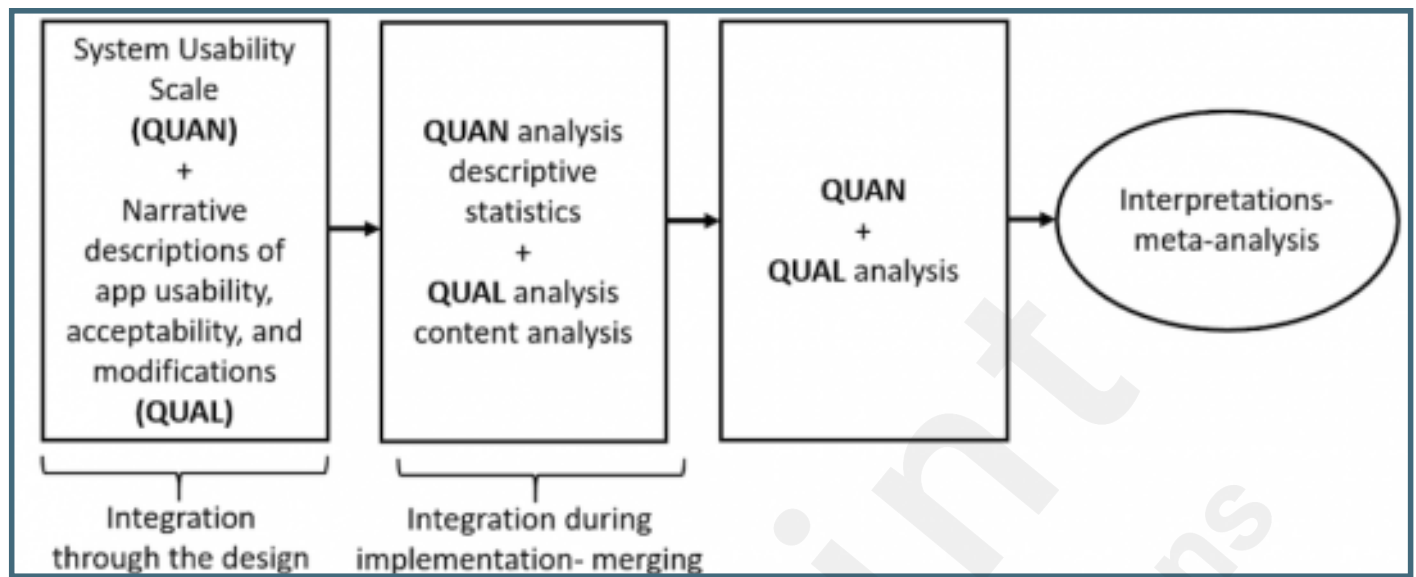 System Usability
Scale
(QUAN)
+
Narrative
descriptions of
app usability,
acceptability, and
modifications
(QUAL)
Integration
through the design
QUAN analysis
descriptive
statistics
+
QUAL analysis
content analysis
Integration during
implementation- merging
QUAN
+
QUAL analysis
Interpretations-
meta-analysis